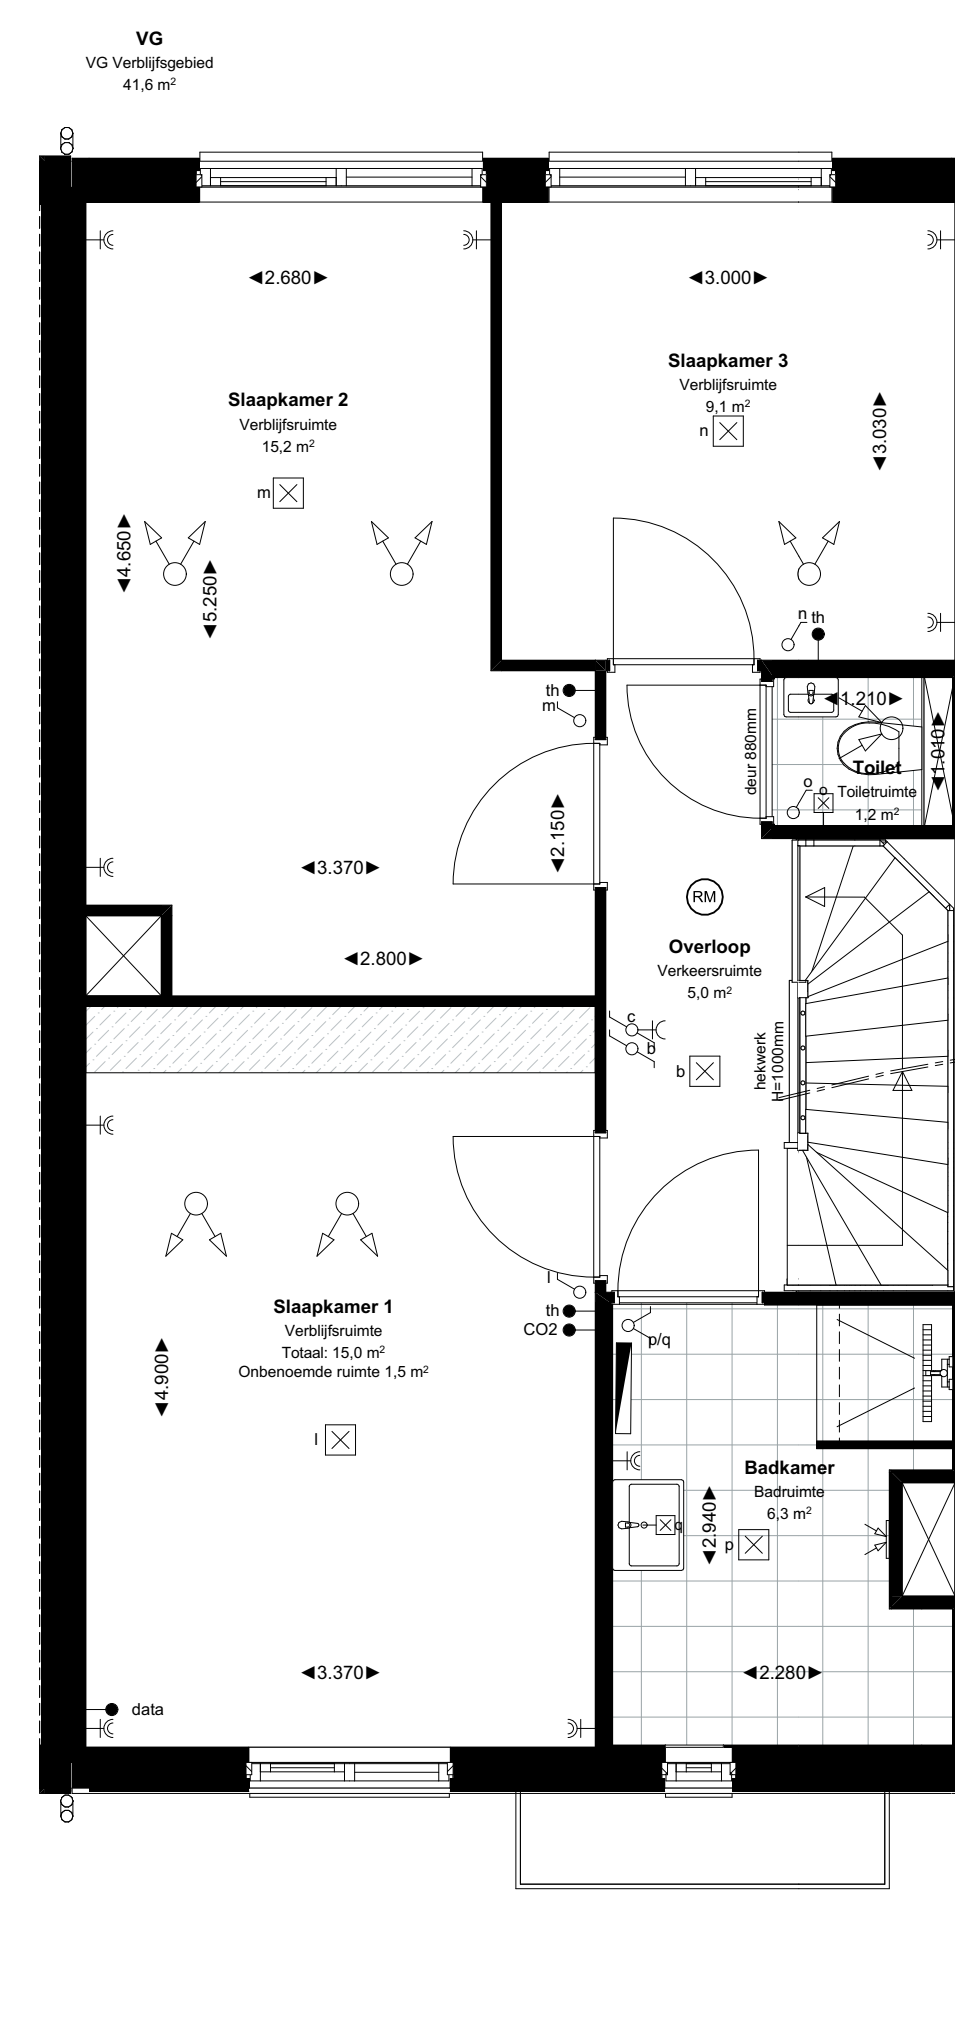 VG
VG Verblijfsgebied
41,6 m²
2.680
3.000
Slaapkamer 3
Verblijfsruimte
9,1 m²
n
3.030
Slaapkamer 2
Verblijfsruimte
15,2 m²
m
4.650
5.250
n th
th
m
1.210
deur 880mm
1.010
Toilet
Toiletruimte
1,2 m²
o
o
2.150
3.370
RM
2.800
Overloop
Verkeersruimte
5,0 m²
c
b
b
hekwerk
H=1000mm
l
th
CO2
Slaapkamer 1
Verblijfsruimte
Totaal: 15,0 m²
Onbenoemde ruimte 1,5 m²
4.900
l
p/q
Badkamer
Badruimte
6,3 m²
2.940
q
p
3.370
2.280
data